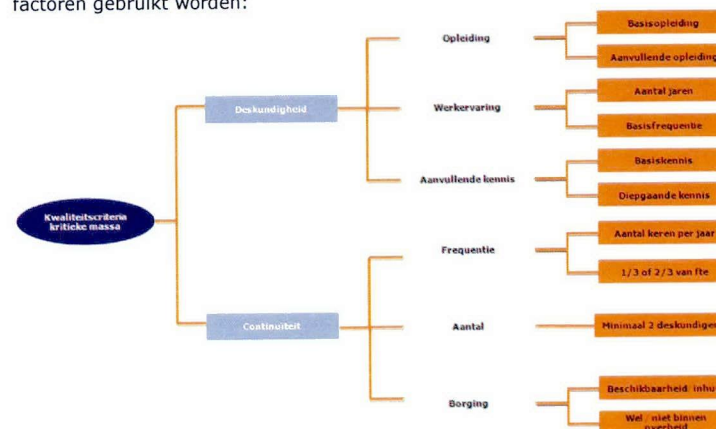 factoren gebruikt worden:
Kwaliteitscriteria
kritieke massa
Deskundigheid
Opleiding
Basisopleiding
Aanvullende opleiding
Werkervaring
Aantal jaren
Basisfrequentie
Aanvullende kennis
Basiskennis
Diepgaande kennis
Continuiteit
Frequentie
Aantal keren per jaar
1/3 of 2/3 van fte
Aantal
Minimaal 2 deskundigen
Borging
Beschikbaarheid/inhu
Wel / niet binnen
overheid